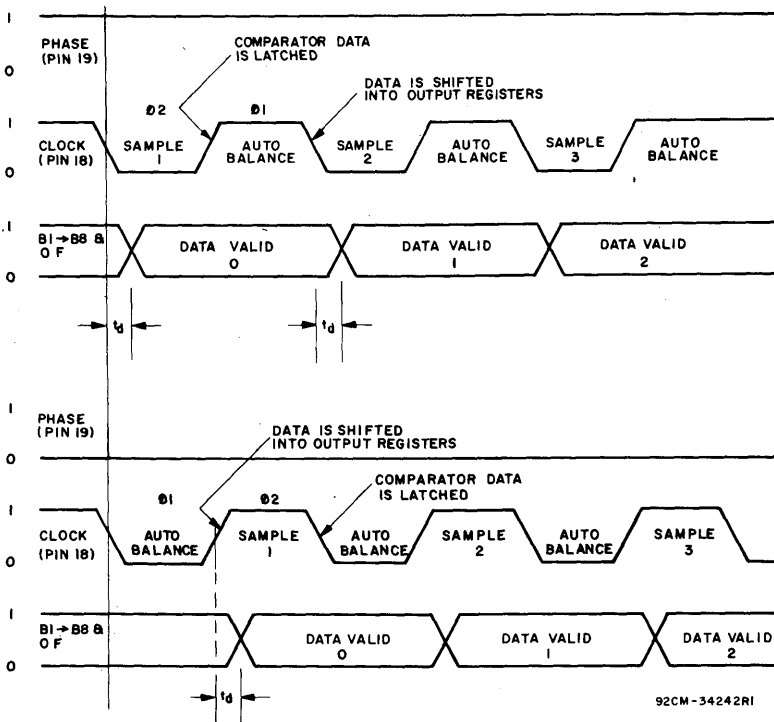 1
PHASE
(PIN 19)
0
COMPARATOR DATA
IS LATCHED
DATA IS SHIFTED
INTO OUTPUT REGISTERS
Ø2
Ø1
1
CLOCK
(PIN 18)
0
SAMPLE
1
AUTO
BALANCE
SAMPLE
2
AUTO
BALANCE
SAMPLE
3
AUTO
BALANCE
1
B1→B8 &
OF
0
DATA VALID
0
DATA VALID
1
DATA VALID
2
td
td
1
PHASE
(PIN 19)
0
DATA IS SHIFTED
INTO OUTPUT REGISTERS
COMPARATOR DATA
IS LATCHED
Ø1
Ø2
1
CLOCK
(PIN 18)
0
AUTO
BALANCE
SAMPLE
1
AUTO
BALANCE
SAMPLE
2
AUTO
BALANCE
SAMPLE
3
1
B1→B8 &
OF
0
DATA VALID
0
DATA VALID
1
DATA VALID
2
td
92CM-34242R1